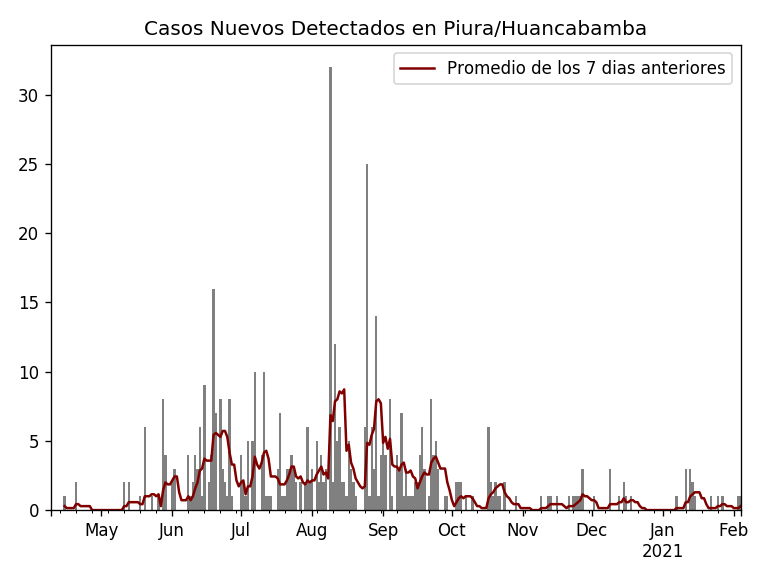 Casos Nuevos Detectados en Piura/Huancabamba
Promedio de los 7 dias anteriores
30
25
20
15
10
5
0
May Jun Jul Aug Sep Oct Nov Dec Jan Feb
2021